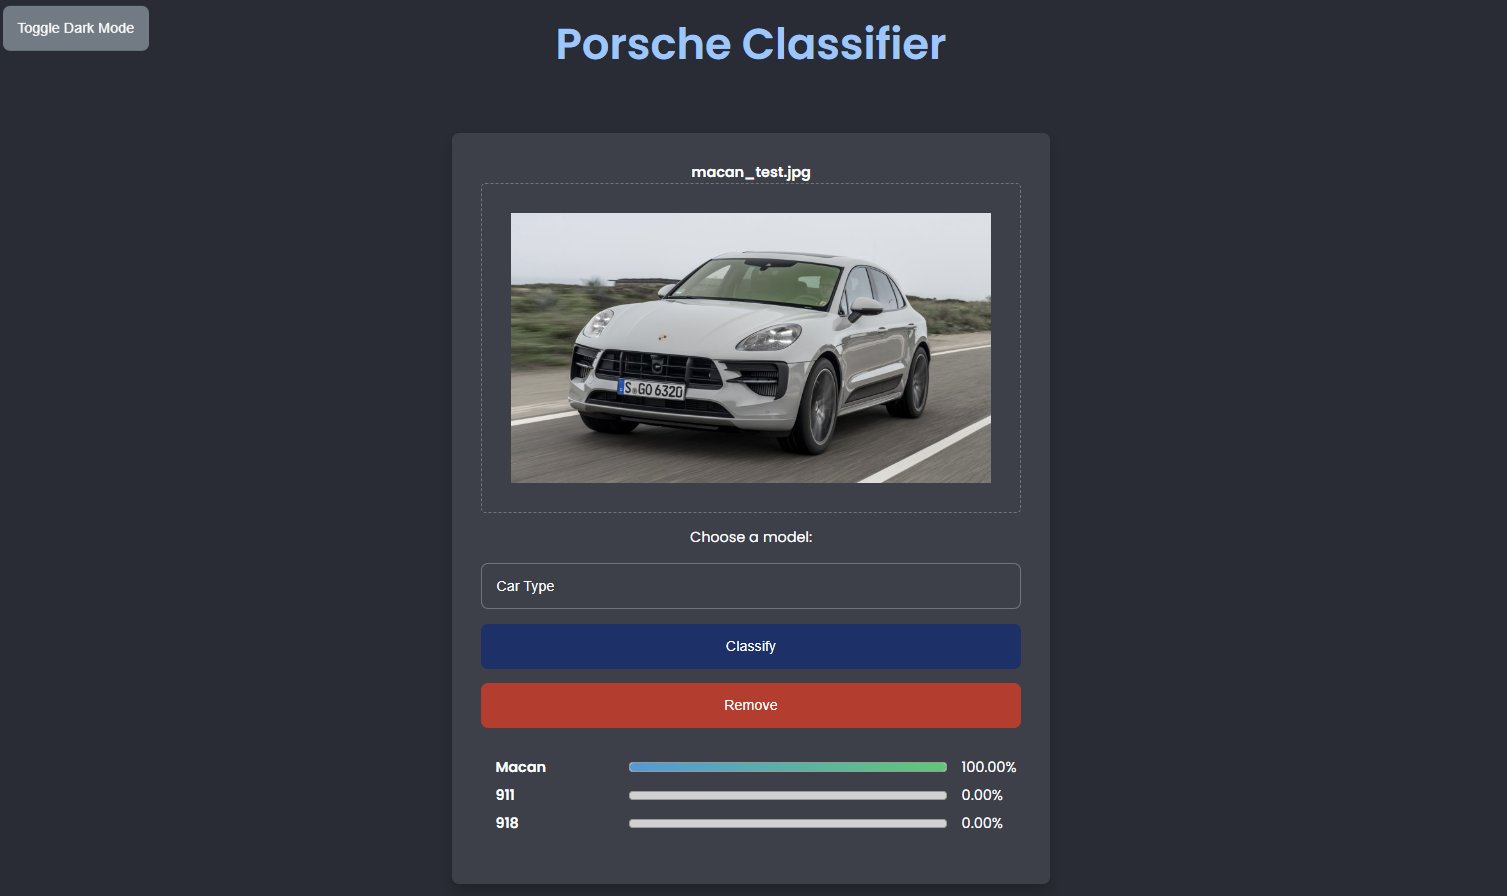 Toggle Dark Mode
Porsche Classifier
macan_test.jpg
S GO 6320
Choose a model:
Car Type
Classify
Remove
Macan 100.00%
911 0.00%
918 0.00%